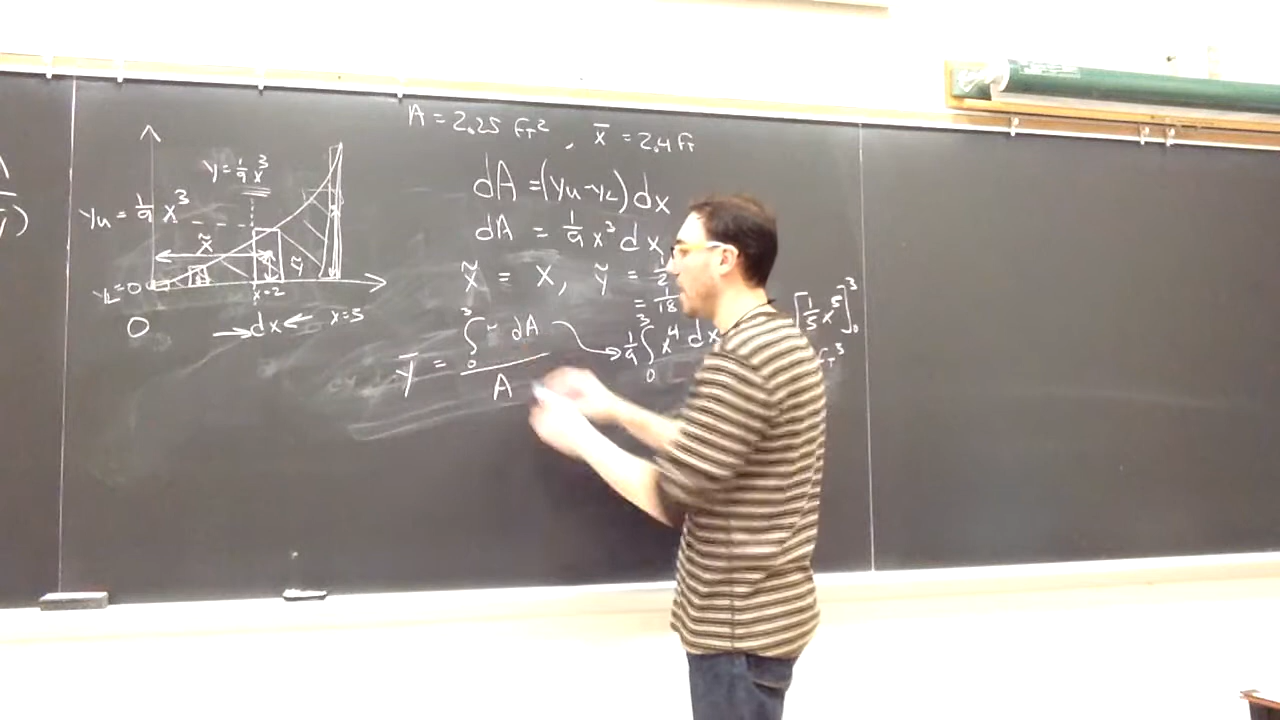 A = 2.25 FT², x̄ = 2.4 FT
y = 1/9 x³
dA = (yu - yL) dx
yu = 1/9 x³
dA = 1/9 x³ dx
x̃
ỹ
yL = 0
x = 2
x̃ = x, ỹ = 1/2
= 1/18
0
dx
x = 3
ȳ = ∫₀³ ~ dA / A
1/9 ∫₀³ x⁴ dx
[1/5 x⁵]₀³
FT³